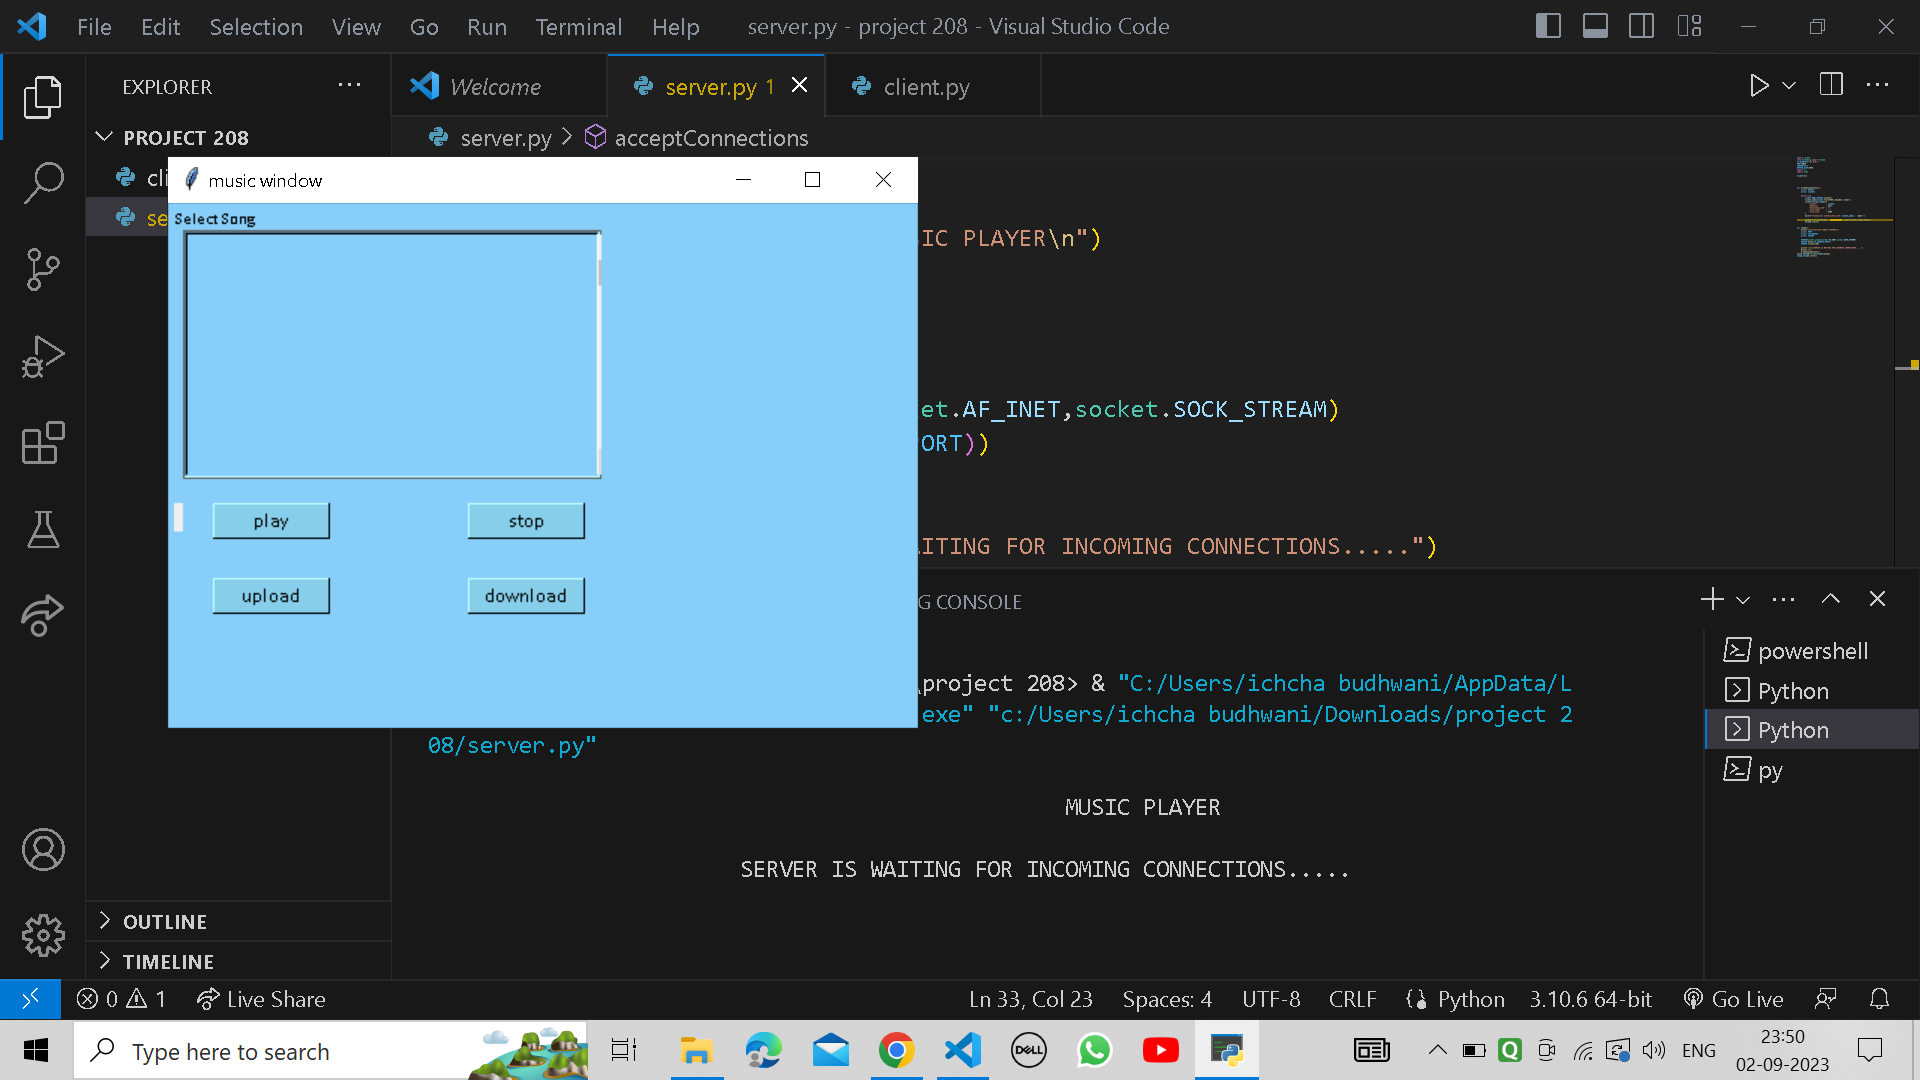 File Edit Selection View Go Run Terminal Help server.py - project 208 - Visual Studio Code
EXPLORER
Welcome
server.py 1
client.py
PROJECT 208
server.py > acceptConnections
cli
se
music window
Select Song
play
stop
upload
download
IC PLAYER\n")
et.AF_INET,socket.SOCK_STREAM)
ORT))
AITING FOR INCOMING CONNECTIONS.....")
G CONSOLE
\project 208> & "C:/Users/ichcha budhwani/AppData/L
exe" "c:/Users/ichcha budhwani/Downloads/project 2
08/server.py"
MUSIC PLAYER
SERVER IS WAITING FOR INCOMING CONNECTIONS.....
powershell
Python
Python
py
OUTLINE
TIMELINE
0 1 Live Share Ln 33, Col 23 Spaces: 4 UTF-8 CRLF Python 3.10.6 64-bit Go Live
Type here to search
DELL
ENG
23:50
02-09-2023